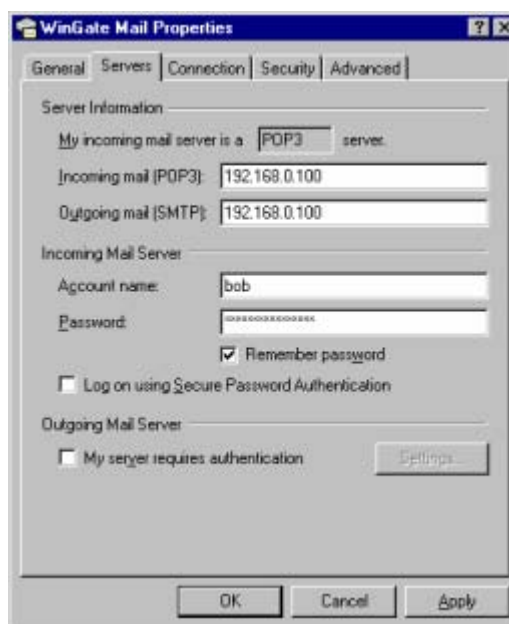 WinGate Mail Properties
General Servers Connection Security Advanced
Server Information
My incoming mail server is a POP3 server.
Incoming mail (POP3): 192.168.0.100
Outgoing mail (SMTP): 192.168.0.100
Incoming Mail Server
Account name: bob
Password:
Remember password
Log on using Secure Password Authentication
Outgoing Mail Server
My server requires authentication Settings...
OK Cancel Apply